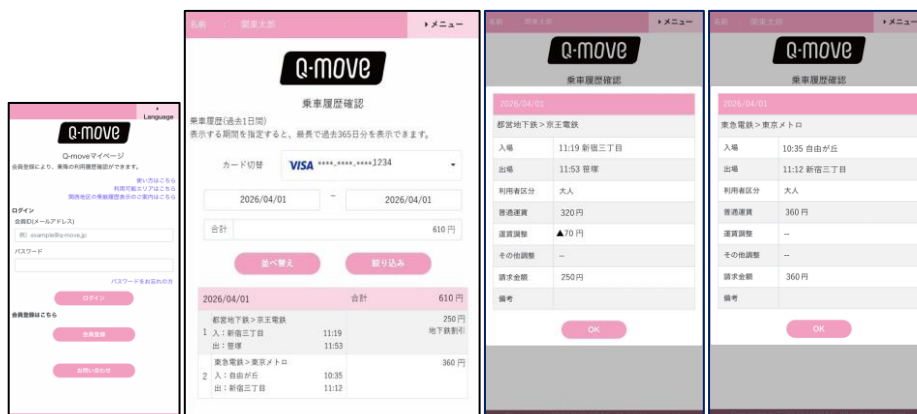 Language
Q-move
Q-moveマイページ
会員登録により、乗降の利用履歴確認ができます。
使い方はこちら
利用可能エリアはこちら
関西地区の乗継履歴表示のご案内はこちら
ログイン
会員ID(メールアドレス)
例）example@q-move.jp
パスワード
パスワードをお忘れの方
ログイン
会員登録はこちら
会員登録
お問い合わせ
名前 : 関東太郎
メニュー
Q-move
乗車履歴確認
乗車履歴(過去1日間)
表示する期間を指定すると、最長で過去365日分を表示できます。
カード切替 VISA ****-****-****1234
2026/04/01 ~ 2026/04/01
合計 610 円
並べ替え 絞り込み
2026/04/01 合計 610 円
都営地下鉄＞京王電鉄 250 円
1 入：新宿三丁目 11:19 地下鉄割引
出：笹塚 11:53
東急電鉄＞東京メトロ 360 円
2 入：自由が丘 10:35
出：新宿三丁目 11:12
名前 関東太郎
メニュー
Q-move
乗車履歴確認
2026/04/01
都営地下鉄＞京王電鉄
入場 11:19 新宿三丁目
出場 11:53 笹塚
利用者区分 大人
普通運賃 320 円
運賃調整 ▲70 円
その他調整 --
請求金額 250円
備考
OK
名前 関東太郎
メニュー
Q-move
乗車履歴確認
2026/04/01
東急電鉄＞東京メトロ
入場 10:35 自由が丘
出場 11:12 新宿三丁目
利用者区分 大人
普通運賃 360 円
運賃調整 --
その他調整 --
請求金額 360円
備考
OK